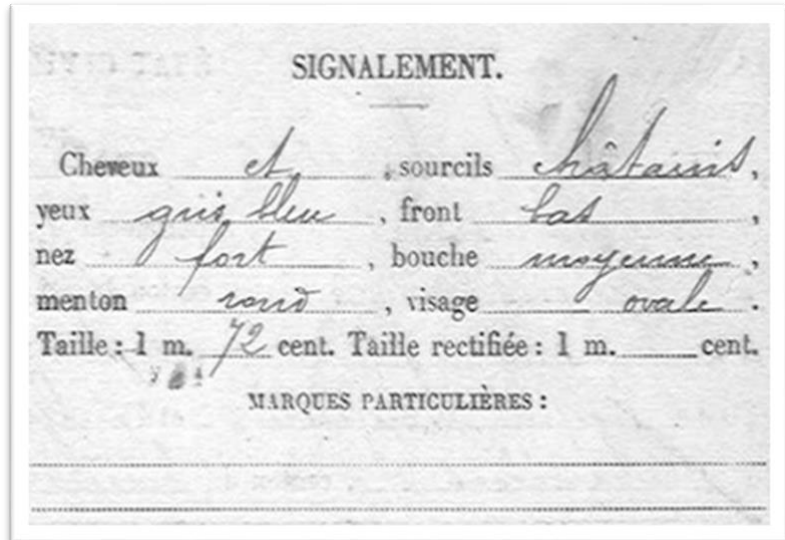 SIGNALEMENT.
Cheveux et , sourcils châtains,
yeux gris bleu , front bas ,
nez fort , bouche moyenne ,
menton rond , visage ovale .
Taille : 1 m. 72 cent. Taille rectifiée : 1 m. cent.
MARQUES PARTICULIÈRES :